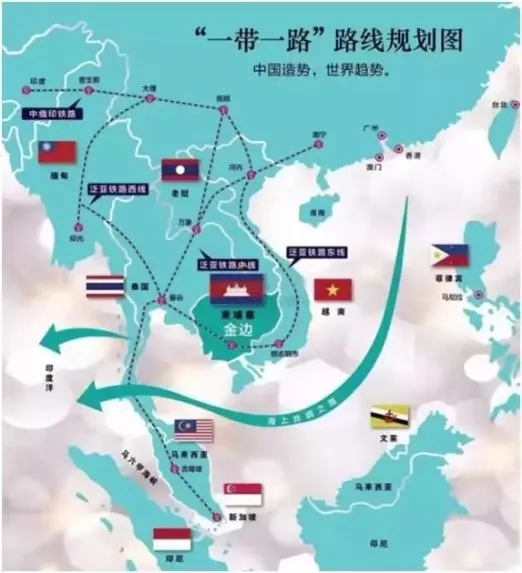 “一带一路”路线规划图
中国造势，世界趋势。
印度
密支那
大理
昆明
台北
中缅印铁路
南宁
广州
香港
澳门
河内
缅甸
老挝
海南
泛亚铁路西线
仰光
万象
泛亚铁路中线
泛亚铁路东线
菲律宾
马尼拉
泰国
曼谷
柬埔寨
金边
越南
胡志明市
印度洋
海上丝绸之路
文莱
马来西亚
吉隆坡
马六甲海峡
新加坡
印尼
印尼